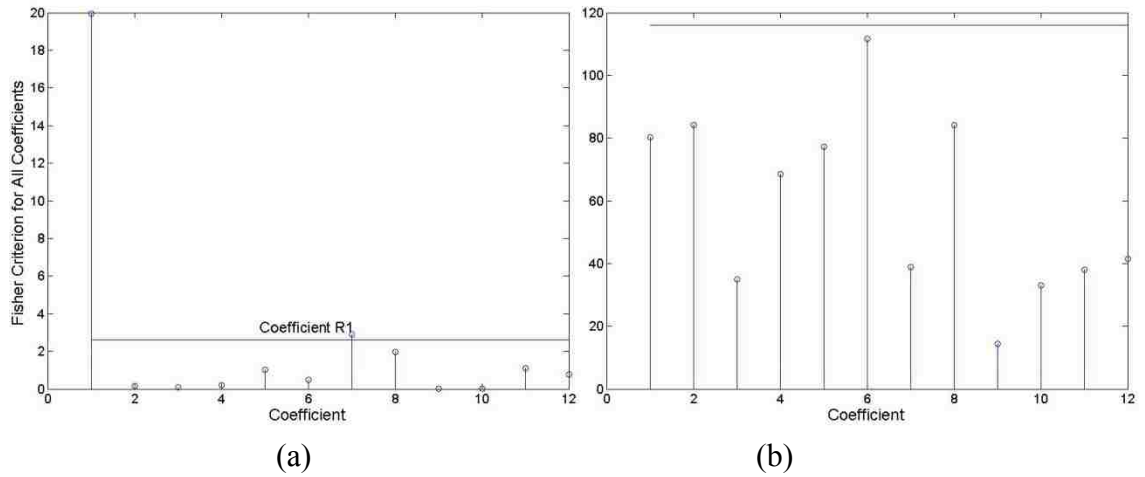 20
18
16
14
12
10
8
6
4
2
0
Fisher Criterion for All Coefficients
Coefficient R1
0 2 4 6 8 10 12
Coefficient
(a)
120
100
80
60
40
20
0
0 2 4 6 8 10 12
Coefficient
(b)